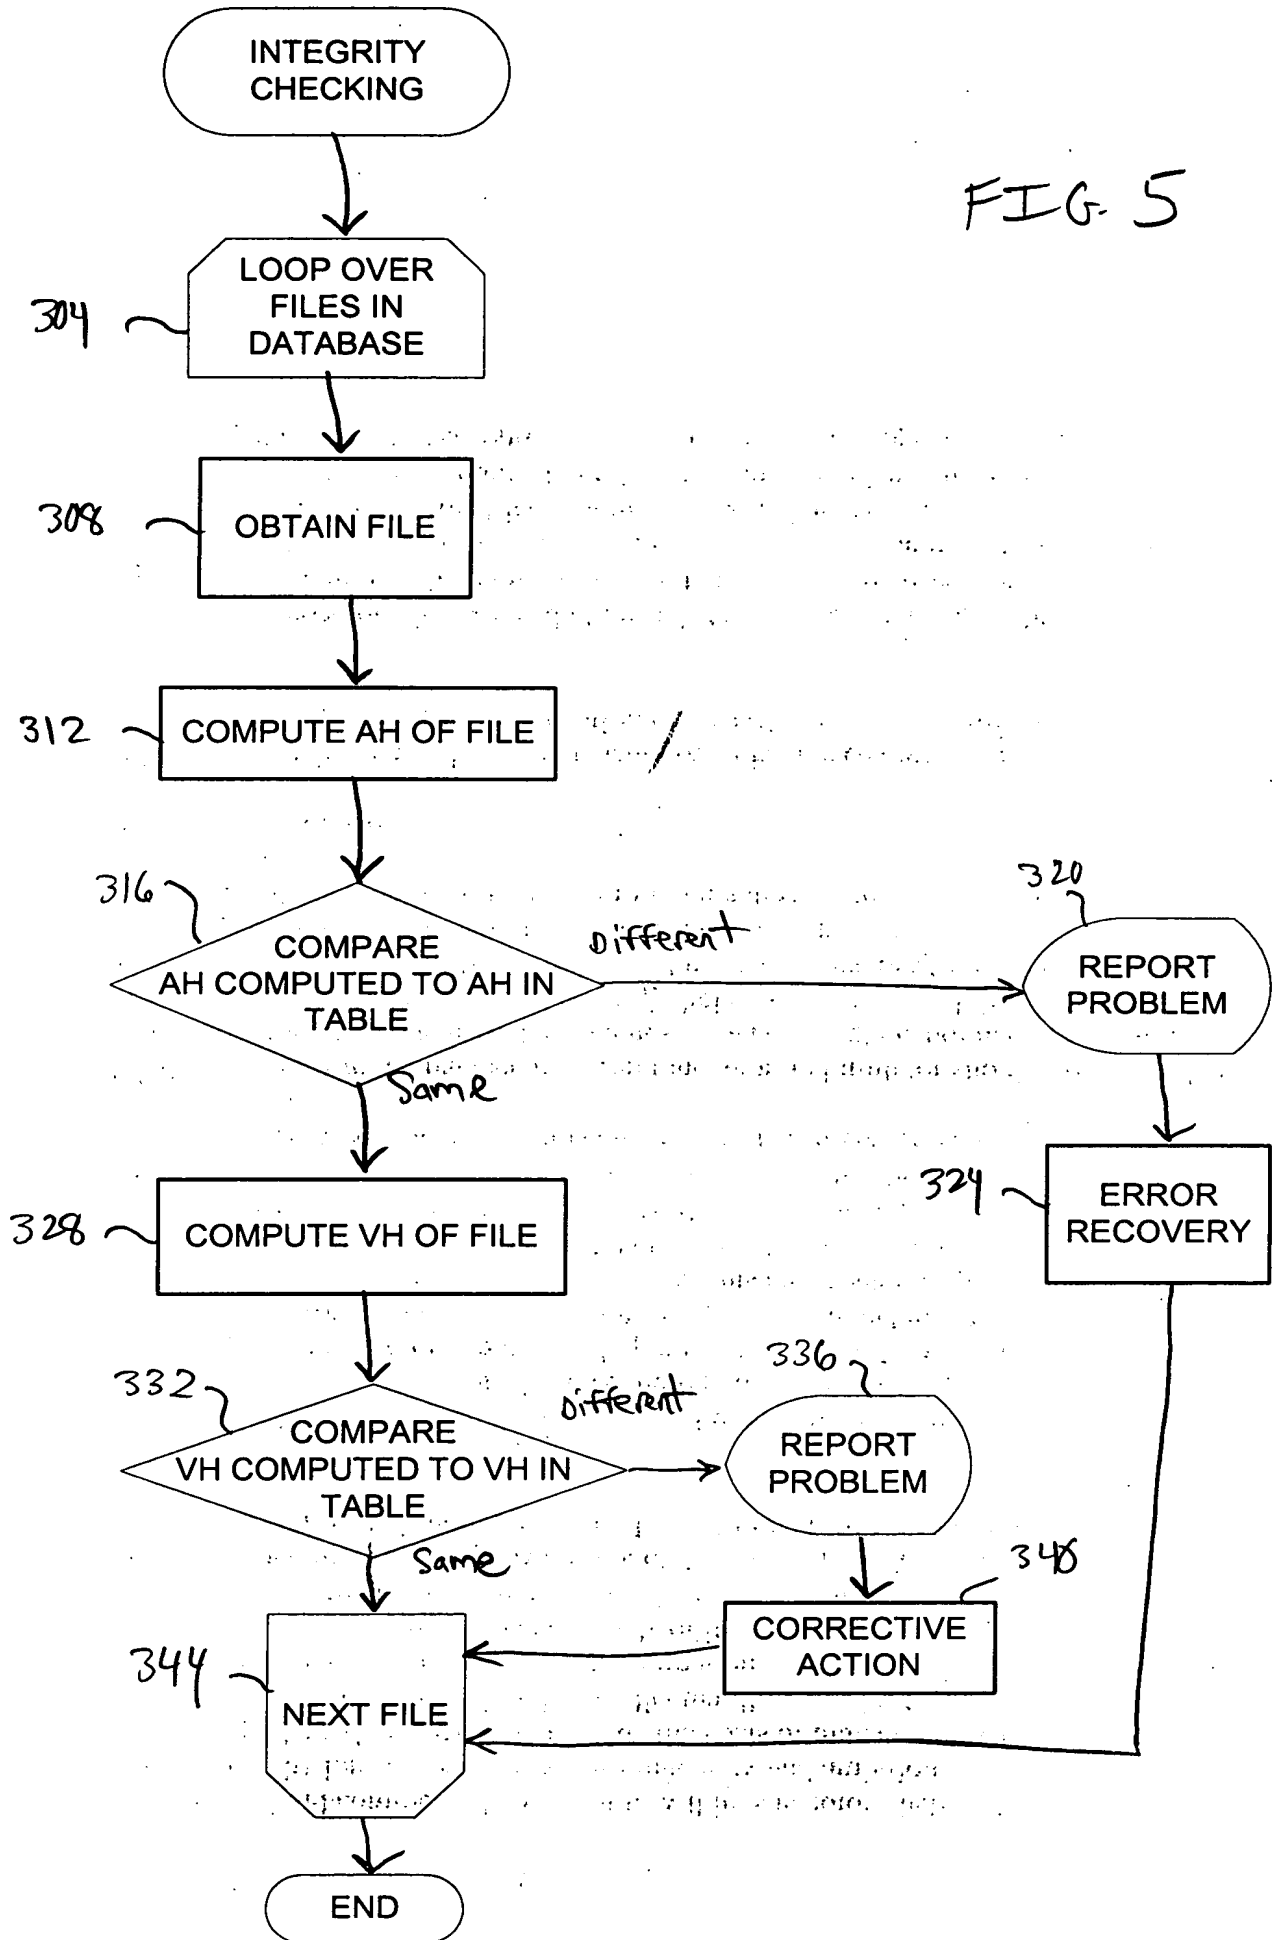 INTEGRITY
CHECKING
FIG. 5
304
LOOP OVER
FILES IN
DATABASE
308
OBTAIN FILE
312
COMPUTE AH OF FILE
316
COMPARE
AH COMPUTED TO AH IN
TABLE
Different
320
REPORT
PROBLEM
Same
324
ERROR
RECOVERY
328
COMPUTE VH OF FILE
332
COMPARE
VH COMPUTED TO VH IN
TABLE
Different
336
REPORT
PROBLEM
Same
340
CORRECTIVE
ACTION
344
NEXT FILE
END